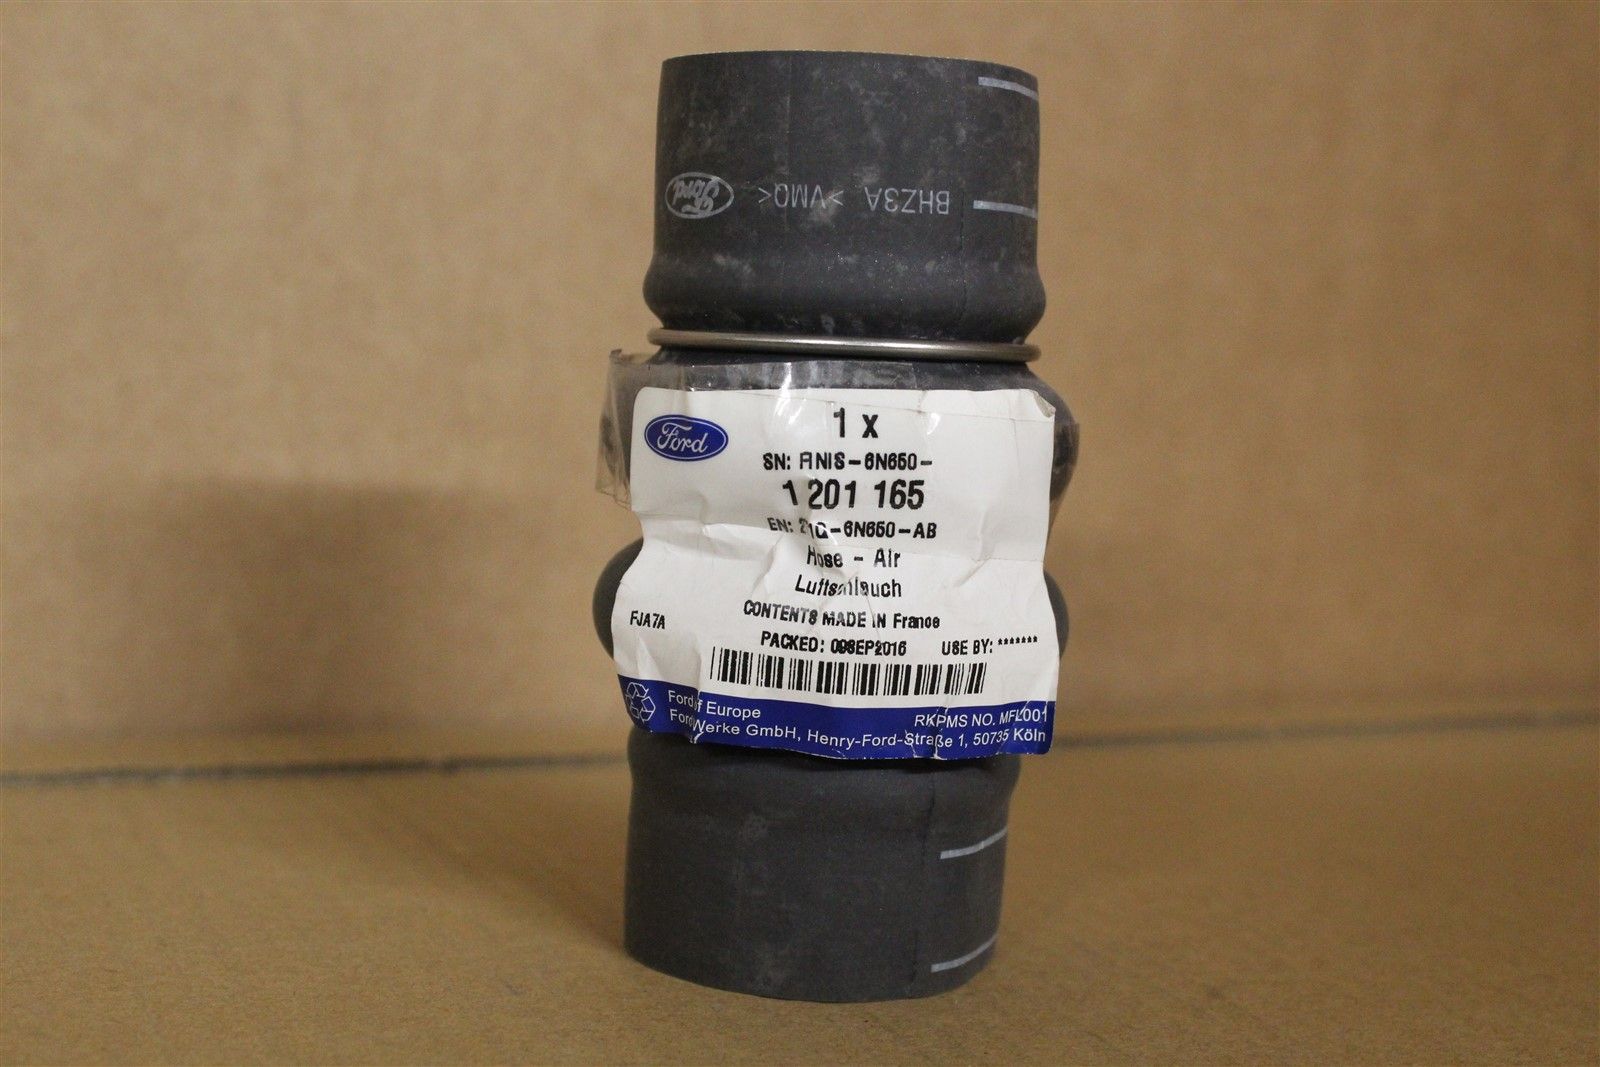 BHZ3A >VMQ< Ford
Ford
1 x
SN: FINIS-6N650-
1 201 165
EN: -6N650-AB
Hose - Air
Luftschlauch
CONTENTS MADE IN France
FJA7A
PACKED: 09SEP2016 USE BY: *******
Ford of Europe
RKPMS NO. MFL001
Ford Werke GmbH, Henry-Ford-Straße 1, 50735 Köln